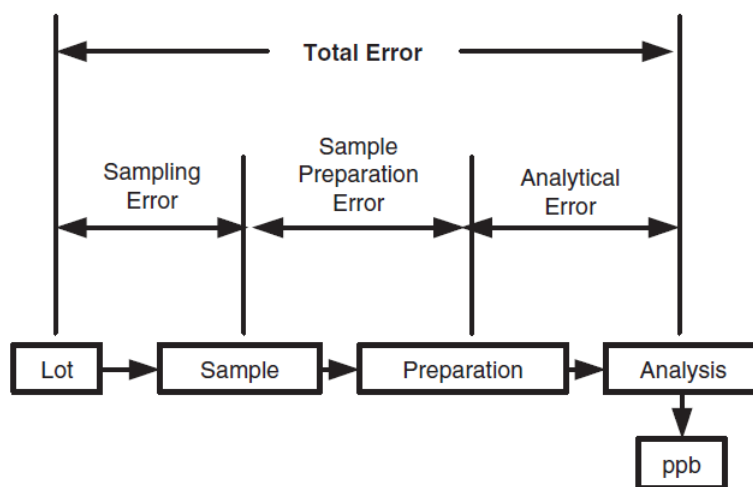 Total Error
Sampling
Error
Sample
Preparation
Error
Analytical
Error
Lot
Sample
Preparation
Analysis
ppb